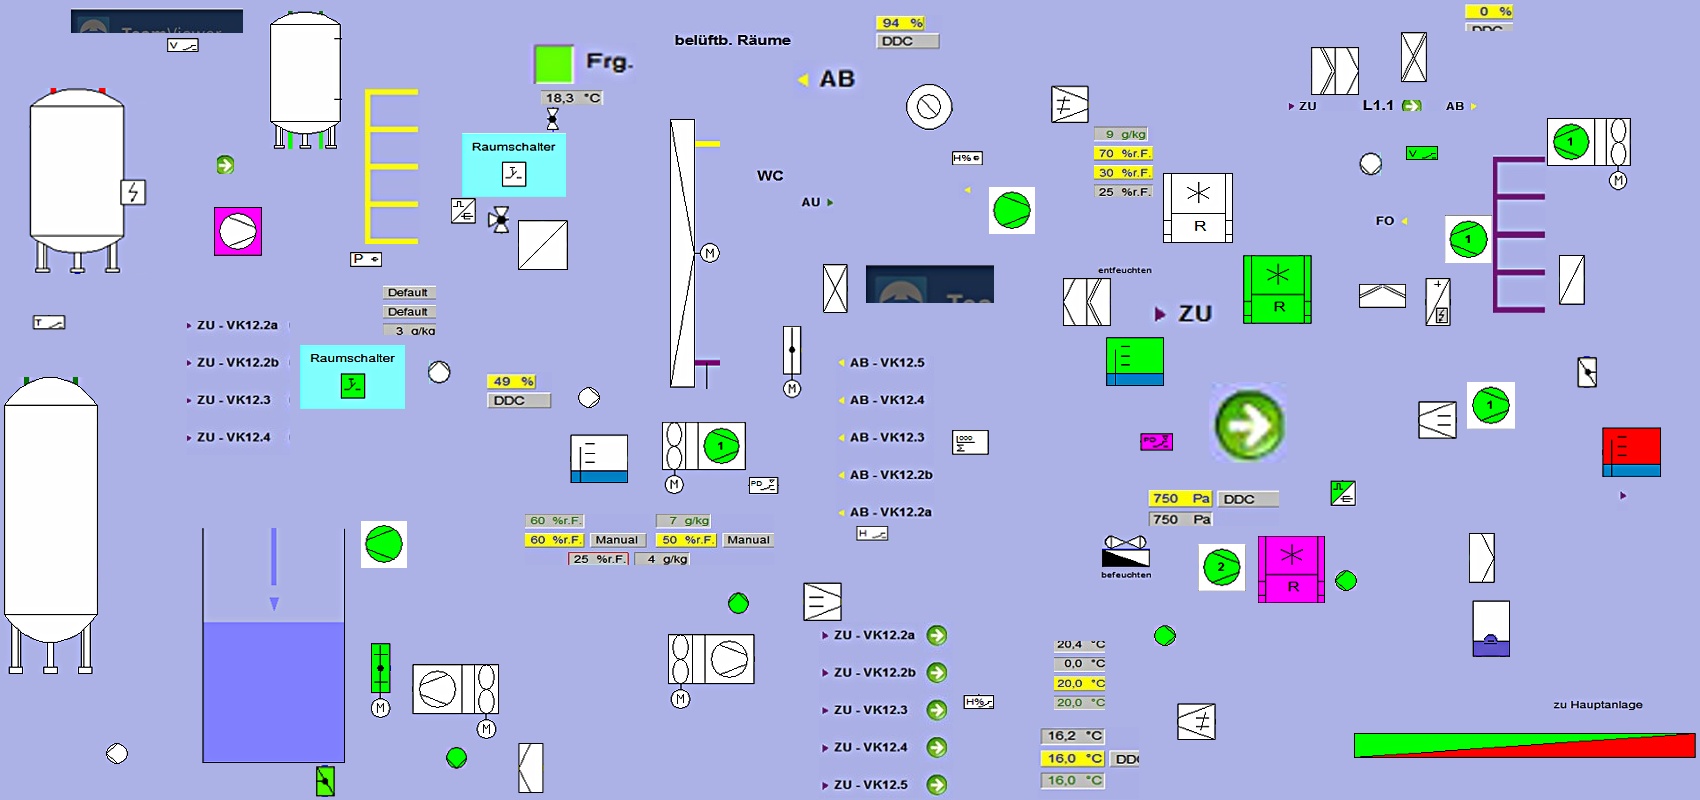 TeamViewer
V
belüftb. Räume
94 %
DDC
0 %
DDC
Frg.
18,3 °C
AB
ZU
L1.1
AB
Raumschalter
9 g/kg
70 %r.F.
30 %r.F.
25 %r.F.
H%
V
1
M
WC
AU
R
FO
1
P
M
entfeuchten
Default
Default
3 g/kg
ZU
R
T
ZU - VK12.2a
ZU - VK12.2b
ZU - VK12.3
ZU - VK12.4
Raumschalter
49 %
DDC
M
AB - VK12.5
AB - VK12.4
AB - VK12.3
AB - VK12.2b
AB - VK12.2a
1
1
M
PD
PD
H
750 Pa
DDC
750 Pa
60 %r.F.
7 g/kg
60 %r.F.
Manual
50 %r.F.
Manual
25 %r.F.
4 g/kg
befeuchten
2
R
ZU - VK12.2a
ZU - VK12.2b
ZU - VK12.3
ZU - VK12.4
ZU - VK12.5
M
M
M
H%
20,4 °C
0,0 °C
20,0 °C
20,0 °C
16,2 °C
16,0 °C
DDC
16,0 °C
zu Hauptanlage